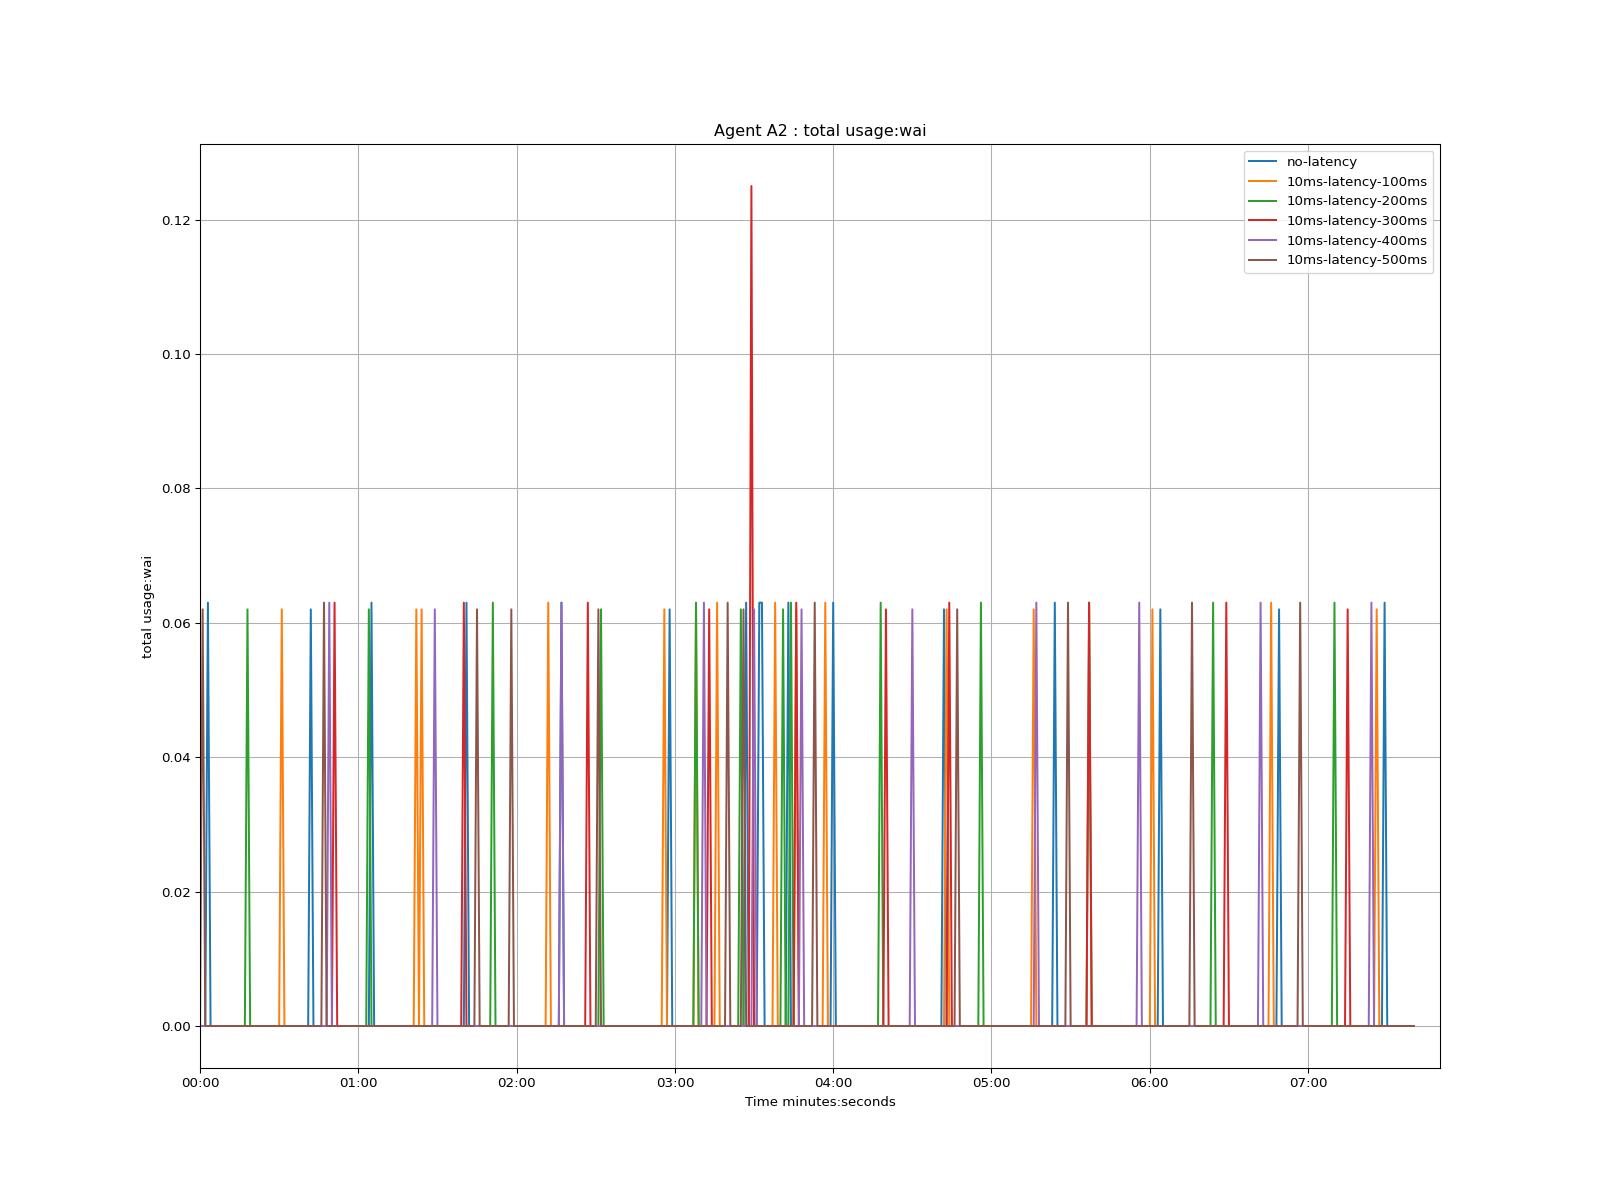 Agent A2 : total usage:wai
no-latency
10ms-latency-100ms
10ms-latency-200ms
10ms-latency-300ms
10ms-latency-400ms
10ms-latency-500ms
total usage:wai
0.12
0.10
0.08
0.06
0.04
0.02
0.00
00:00 01:00 02:00 03:00 04:00 05:00 06:00 07:00
Time minutes:seconds